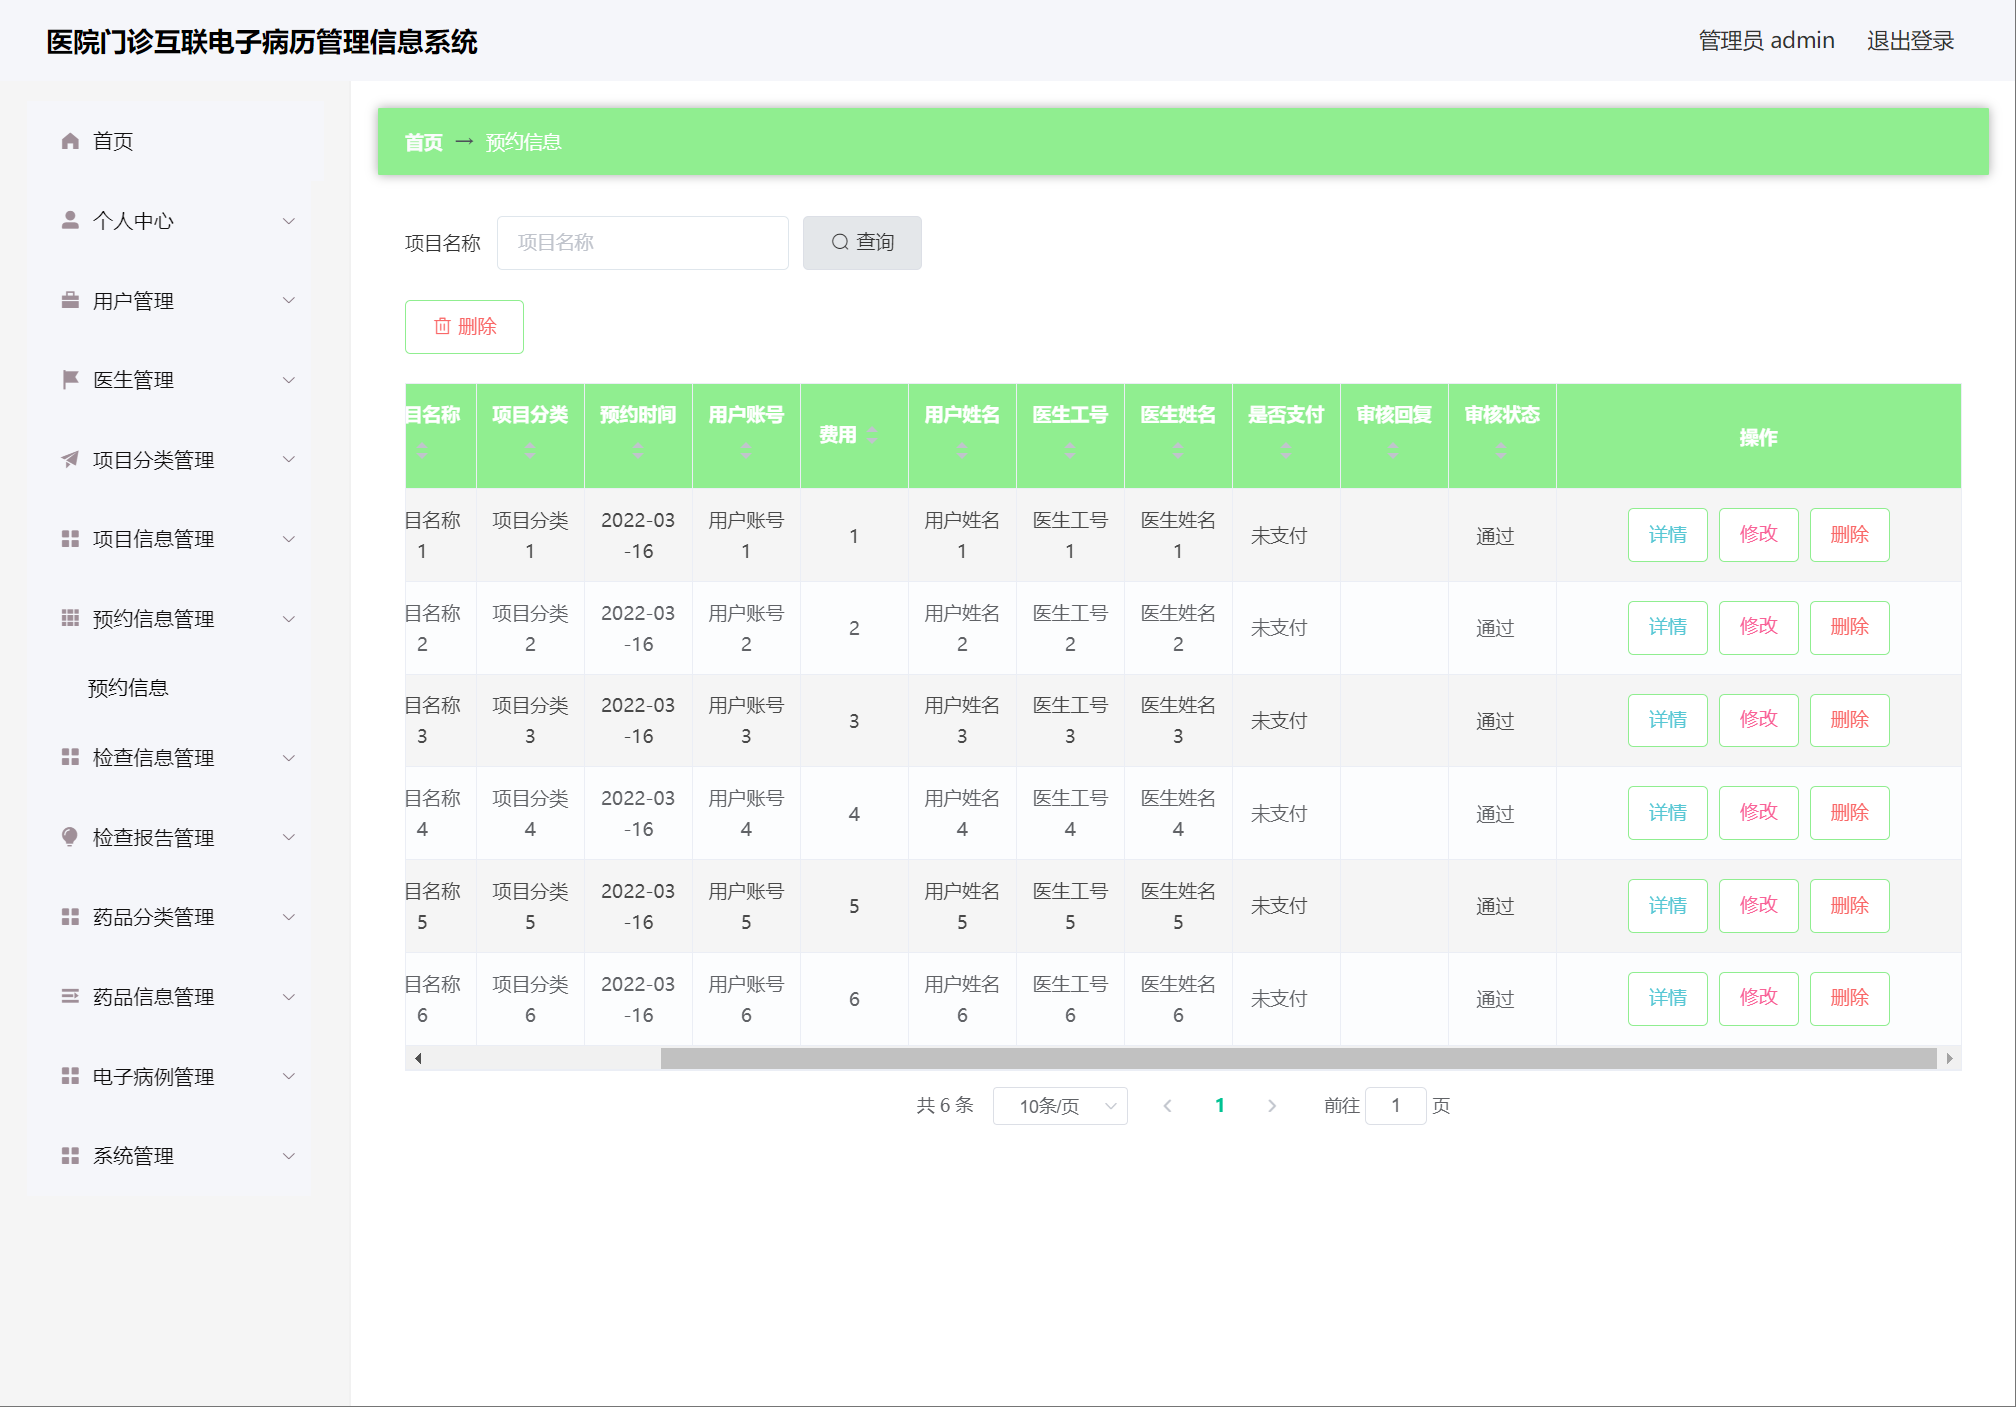 医院门诊互联电子病历管理信息系统
管理员 admin 退出登录
首页
个人中心
用户管理
医生管理
项目分类管理
项目信息管理
预约信息管理
预约信息
检查信息管理
检查报告管理
药品分类管理
药品信息管理
电子病例管理
系统管理
首页 → 预约信息
项目名称 项目名称 查询
删除
目名称 项目分类 预约时间 用户账号 费用 用户姓名 医生工号 医生姓名 是否支付 审核回复 审核状态 操作
目名称 项目分类 2022-03 用户账号 1 用户姓名 医生工号 医生姓名 未支付 通过 详情 修改 删除
1 1 -16 1 1 1 1
目名称 项目分类 2022-03 用户账号 2 用户姓名 医生工号 医生姓名 未支付 通过 详情 修改 删除
2 2 -16 2 2 2 2
目名称 项目分类 2022-03 用户账号 3 用户姓名 医生工号 医生姓名 未支付 通过 详情 修改 删除
3 3 -16 3 3 3 3
目名称 项目分类 2022-03 用户账号 4 用户姓名 医生工号 医生姓名 未支付 通过 详情 修改 删除
4 4 -16 4 4 4 4
目名称 项目分类 2022-03 用户账号 5 用户姓名 医生工号 医生姓名 未支付 通过 详情 修改 删除
5 5 -16 5 5 5 5
目名称 项目分类 2022-03 用户账号 6 用户姓名 医生工号 医生姓名 未支付 通过 详情 修改 删除
6 6 -16 6 6 6 6
共 6 条 10条/页 1 前往 1 页